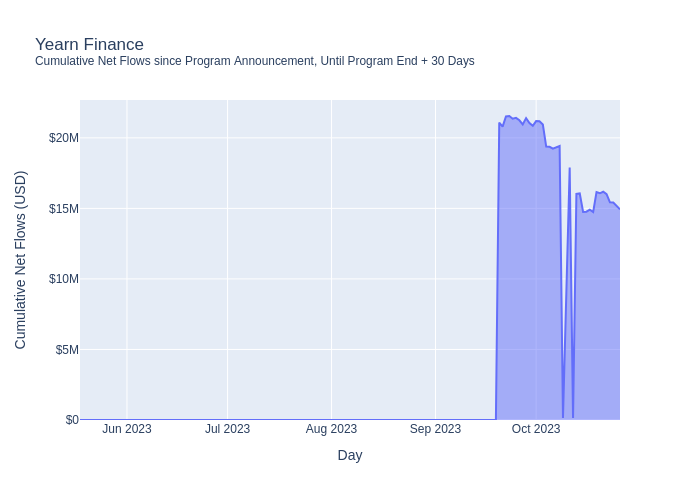 Yearn Finance
Cumulative Net Flows since Program Announcement, Until Program End + 30 Days
Cumulative Net Flows (USD)
$20M
$15M
$10M
$5M
$0
Jun 2023
Jul 2023
Aug 2023
Sep 2023
Oct 2023
Day